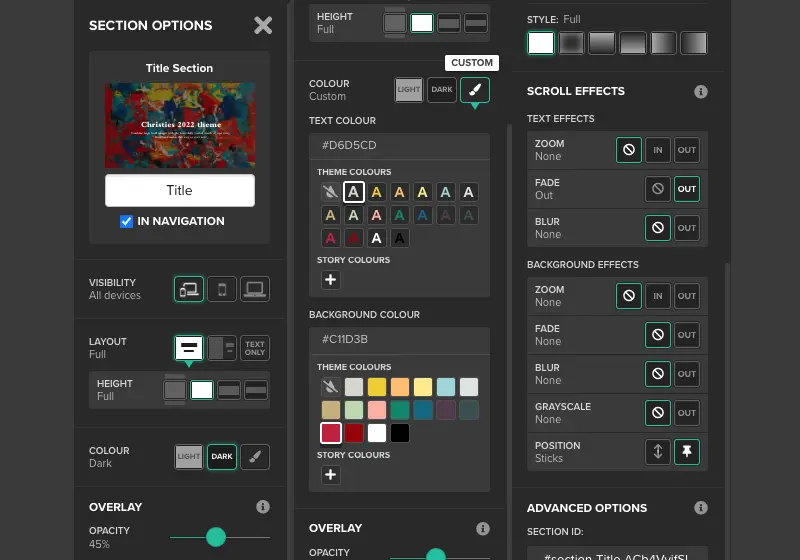 SECTION OPTIONS
Title Section
Christies 2022 theme
Title
IN NAVIGATION
VISIBILITY
All devices
LAYOUT
Full
TEXT ONLY
HEIGHT
Full
COLOUR
Dark
LIGHT
DARK
OVERLAY
OPACITY
45%
HEIGHT
Full
CUSTOM
COLOUR
Custom
LIGHT
DARK
TEXT COLOUR
#D6D5CD
THEME COLOURS
A A A A A A
A A A A A A A
A A A A
STORY COLOURS
+
BACKGROUND COLOUR
#C11D3B
THEME COLOURS
STORY COLOURS
+
OVERLAY
OPACITY
STYLE: Full
SCROLL EFFECTS
TEXT EFFECTS
ZOOM
None
IN OUT
FADE
Out
OUT
BLUR
None
OUT
BACKGROUND EFFECTS
ZOOM
None
IN OUT
FADE
None
OUT
BLUR
None
OUT
GRAYSCALE
None
OUT
POSITION
Sticks
ADVANCED OPTIONS
SECTION ID: